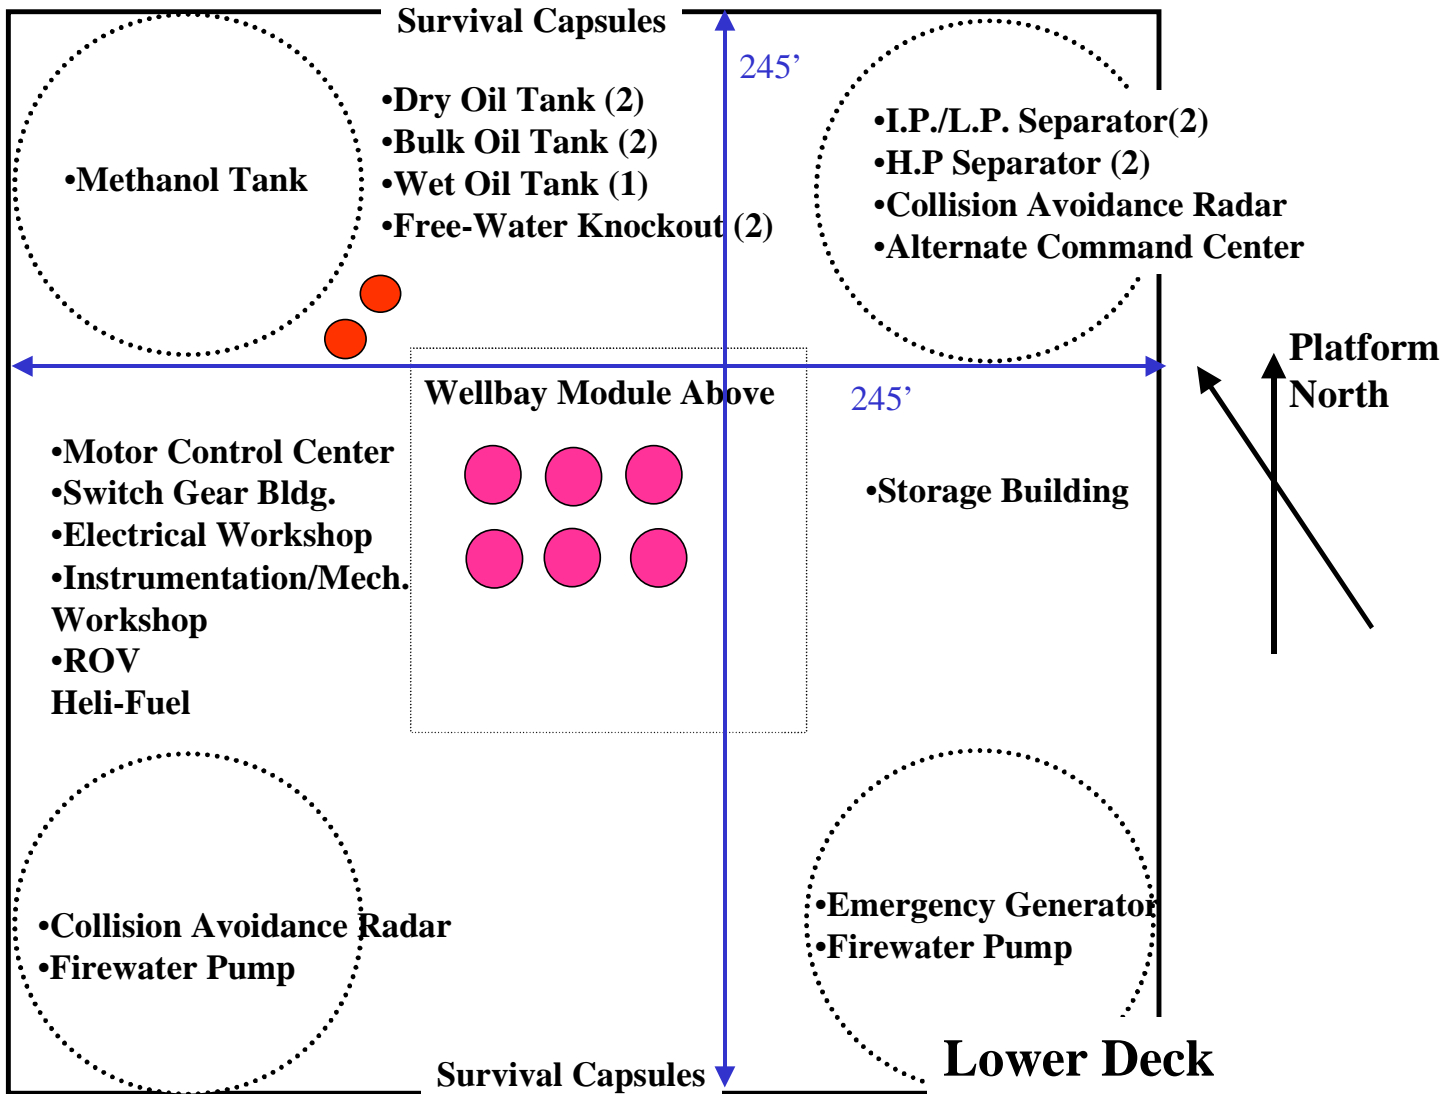 Survival Capsules
245’
•Dry Oil Tank (2)
•Bulk Oil Tank (2)
•Wet Oil Tank (1)
•Free-Water Knockout (2)
•I.P./L.P. Separator(2)
•H.P Separator (2)
•Collision Avoidance Radar
•Alternate Command Center
•Methanol Tank
Platform
North
Wellbay Module Above
245’
•Motor Control Center
•Switch Gear Bldg.
•Electrical Workshop
•Instrumentation/Mech.
Workshop
•ROV
Heli-Fuel
•Storage Building
•Collision Avoidance Radar
•Firewater Pump
•Emergency Generator
•Firewater Pump
Lower Deck
Survival Capsules